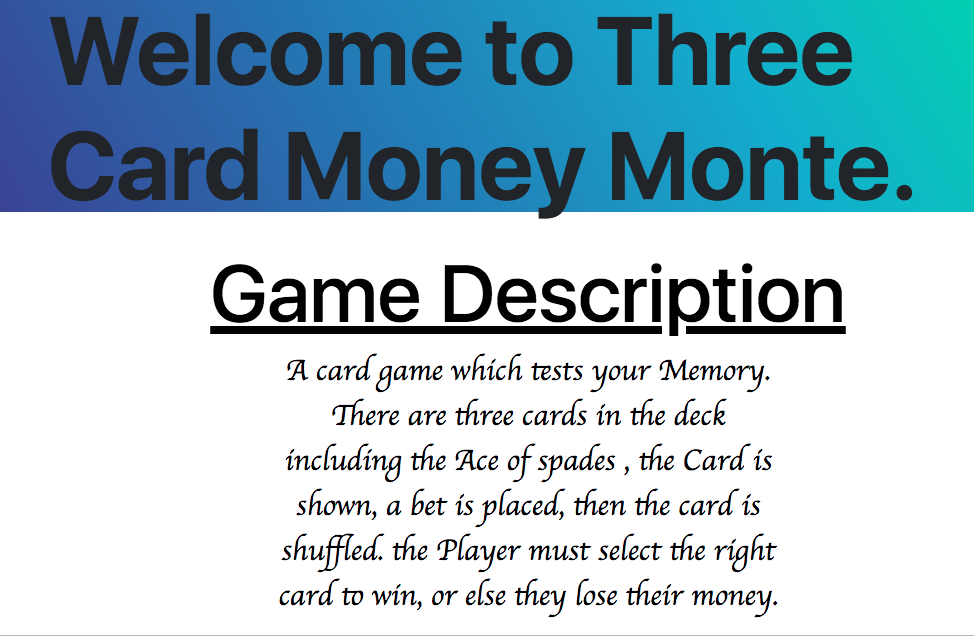 Welcome to Three
Card Money Monte.
Game Description
A card game which tests your Memory.
There are three cards in the deck
including the Ace of spades , the Card is
shown, a bet is placed, then the card is
shuffled. the Player must select the right
card to win, or else they lose their money.